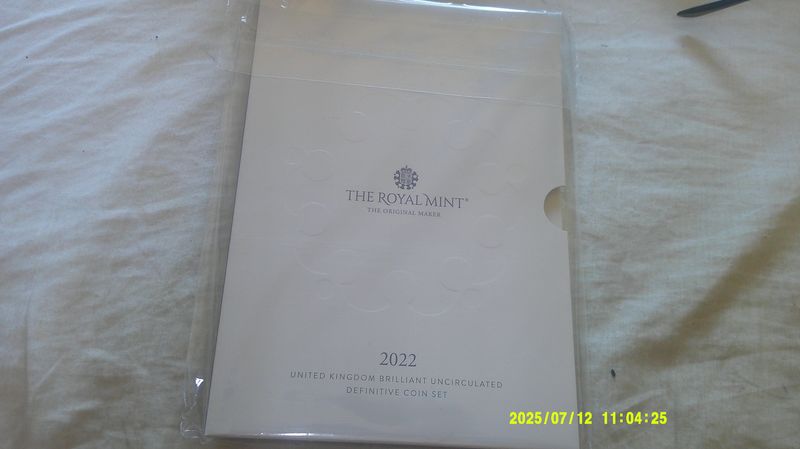 THE ROYAL MINT®
THE ORIGINAL MAKER
2022
UNITED KINGDOM BRILLIANT UNCIRCULATED
DEFINITIVE COIN SET
2025/07/12 11:04:25